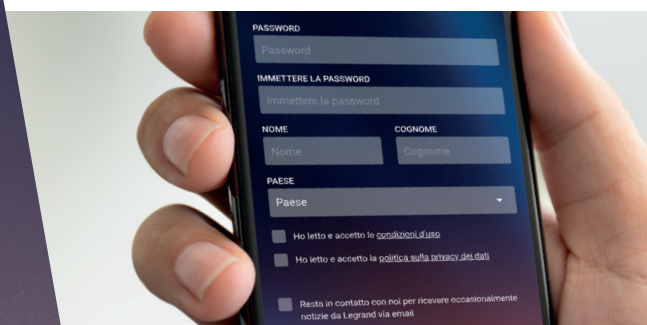 PASSWORD
Password
IMMETTERE LA PASSWORD
Immettere la password
NOME COGNOME
Nome Cognome
PAESE
Paese
Ho letto e accetto le condizioni d'uso
Ho letto e accetto la politica sulla privacy dei dati
Resta in contatto con noi per ricevere occasionalmente
notizie da Legrand via email